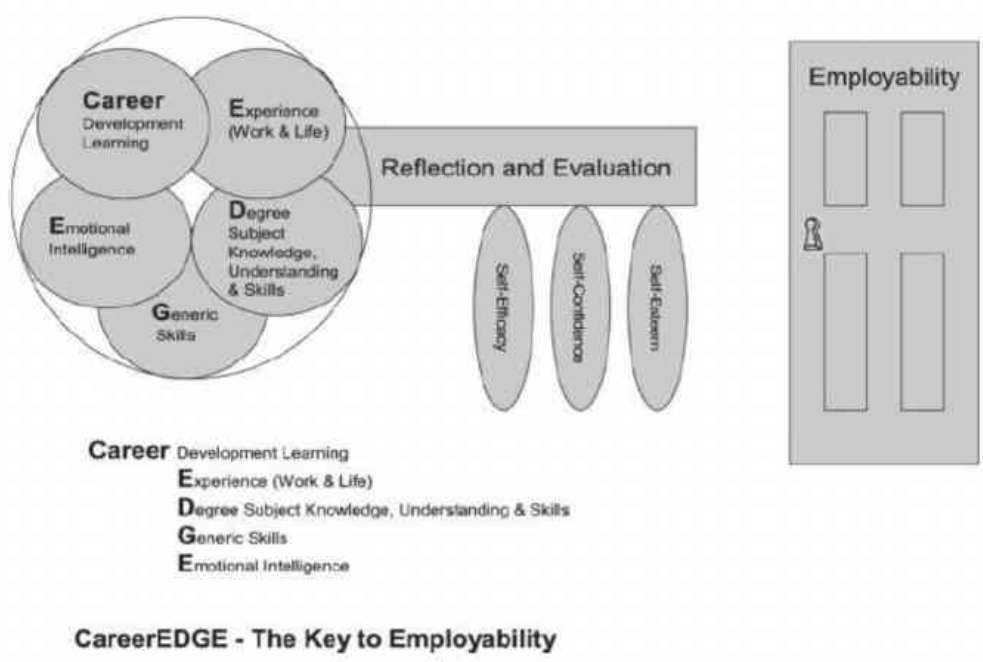 Career
Development
Learning
Experience
(Work & Life)
Emotional
Intelligence
Degree
Subject
Knowledge,
Understanding
& Skills
Generic
Skills
Reflection and Evaluation
Self-Efficacy
Self-Confidence
Self-Esteem
Employability
Career Development Learning
Experience (Work & Life)
Degree Subject Knowledge, Understanding & Skills
Generic Skills
Emotional Intelligence
CareerEDGE - The Key to Employability